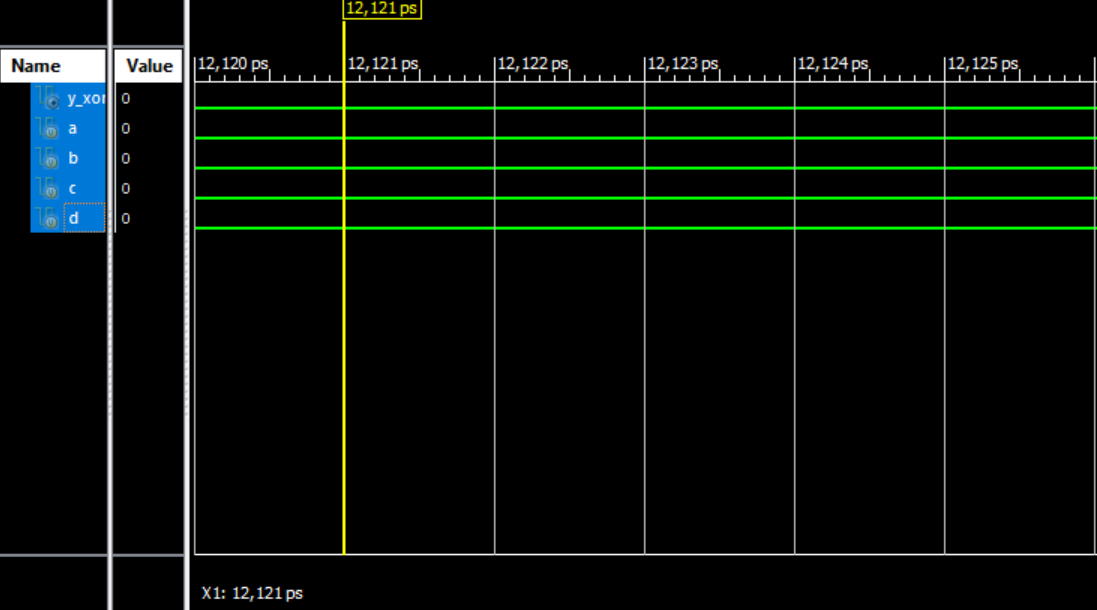 12,121 ps
Name Value
12,120 ps 12,121 ps 12,122 ps 12,123 ps 12,124 ps 12,125 ps
y_xor 0
a 0
b 0
c 0
d 0
X1: 12,121 ps